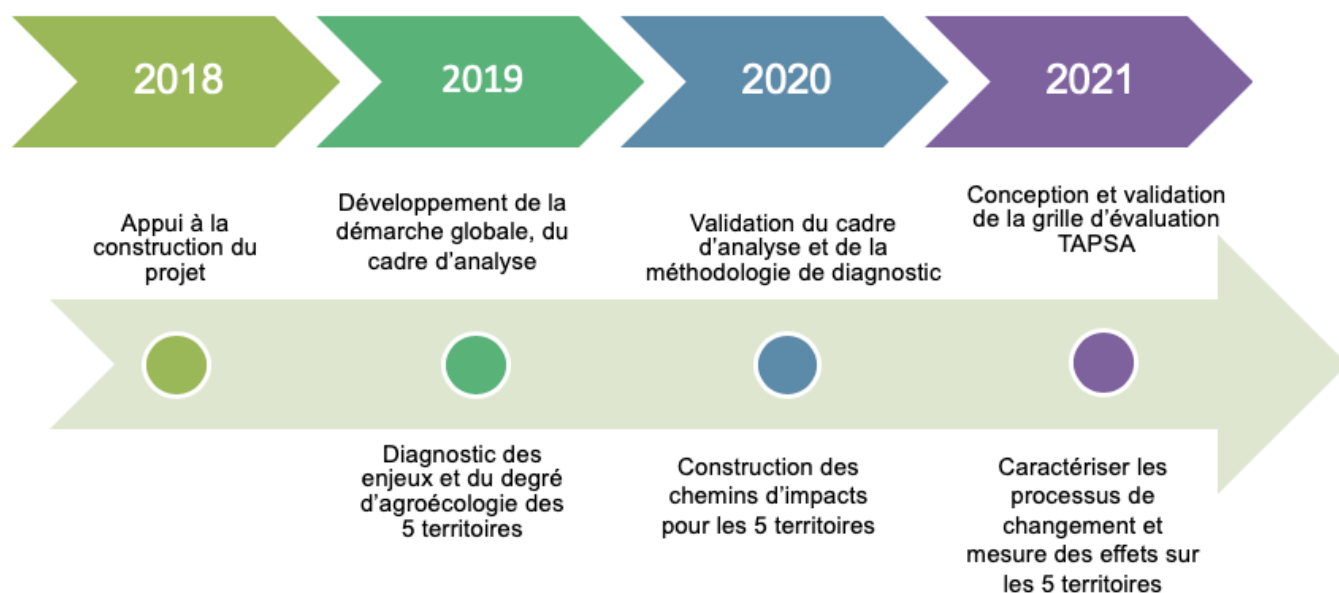 2018
2019
2020
2021
Appui à la
construction du
projet
Développement de la
démarche globale, du
cadre d'analyse
Validation du cadre
d'analyse et de la
méthodologie de diagnostic
Conception et validation
de la grille d'évaluation
TAPSA
Diagnostic des
enjeux et du degré
d'agroécologie des
5 territoires
Construction des
chemins d'impacts
pour les 5 territoires
Caractériser les
processus de
changement et
mesure des effets sur
les 5 territoires